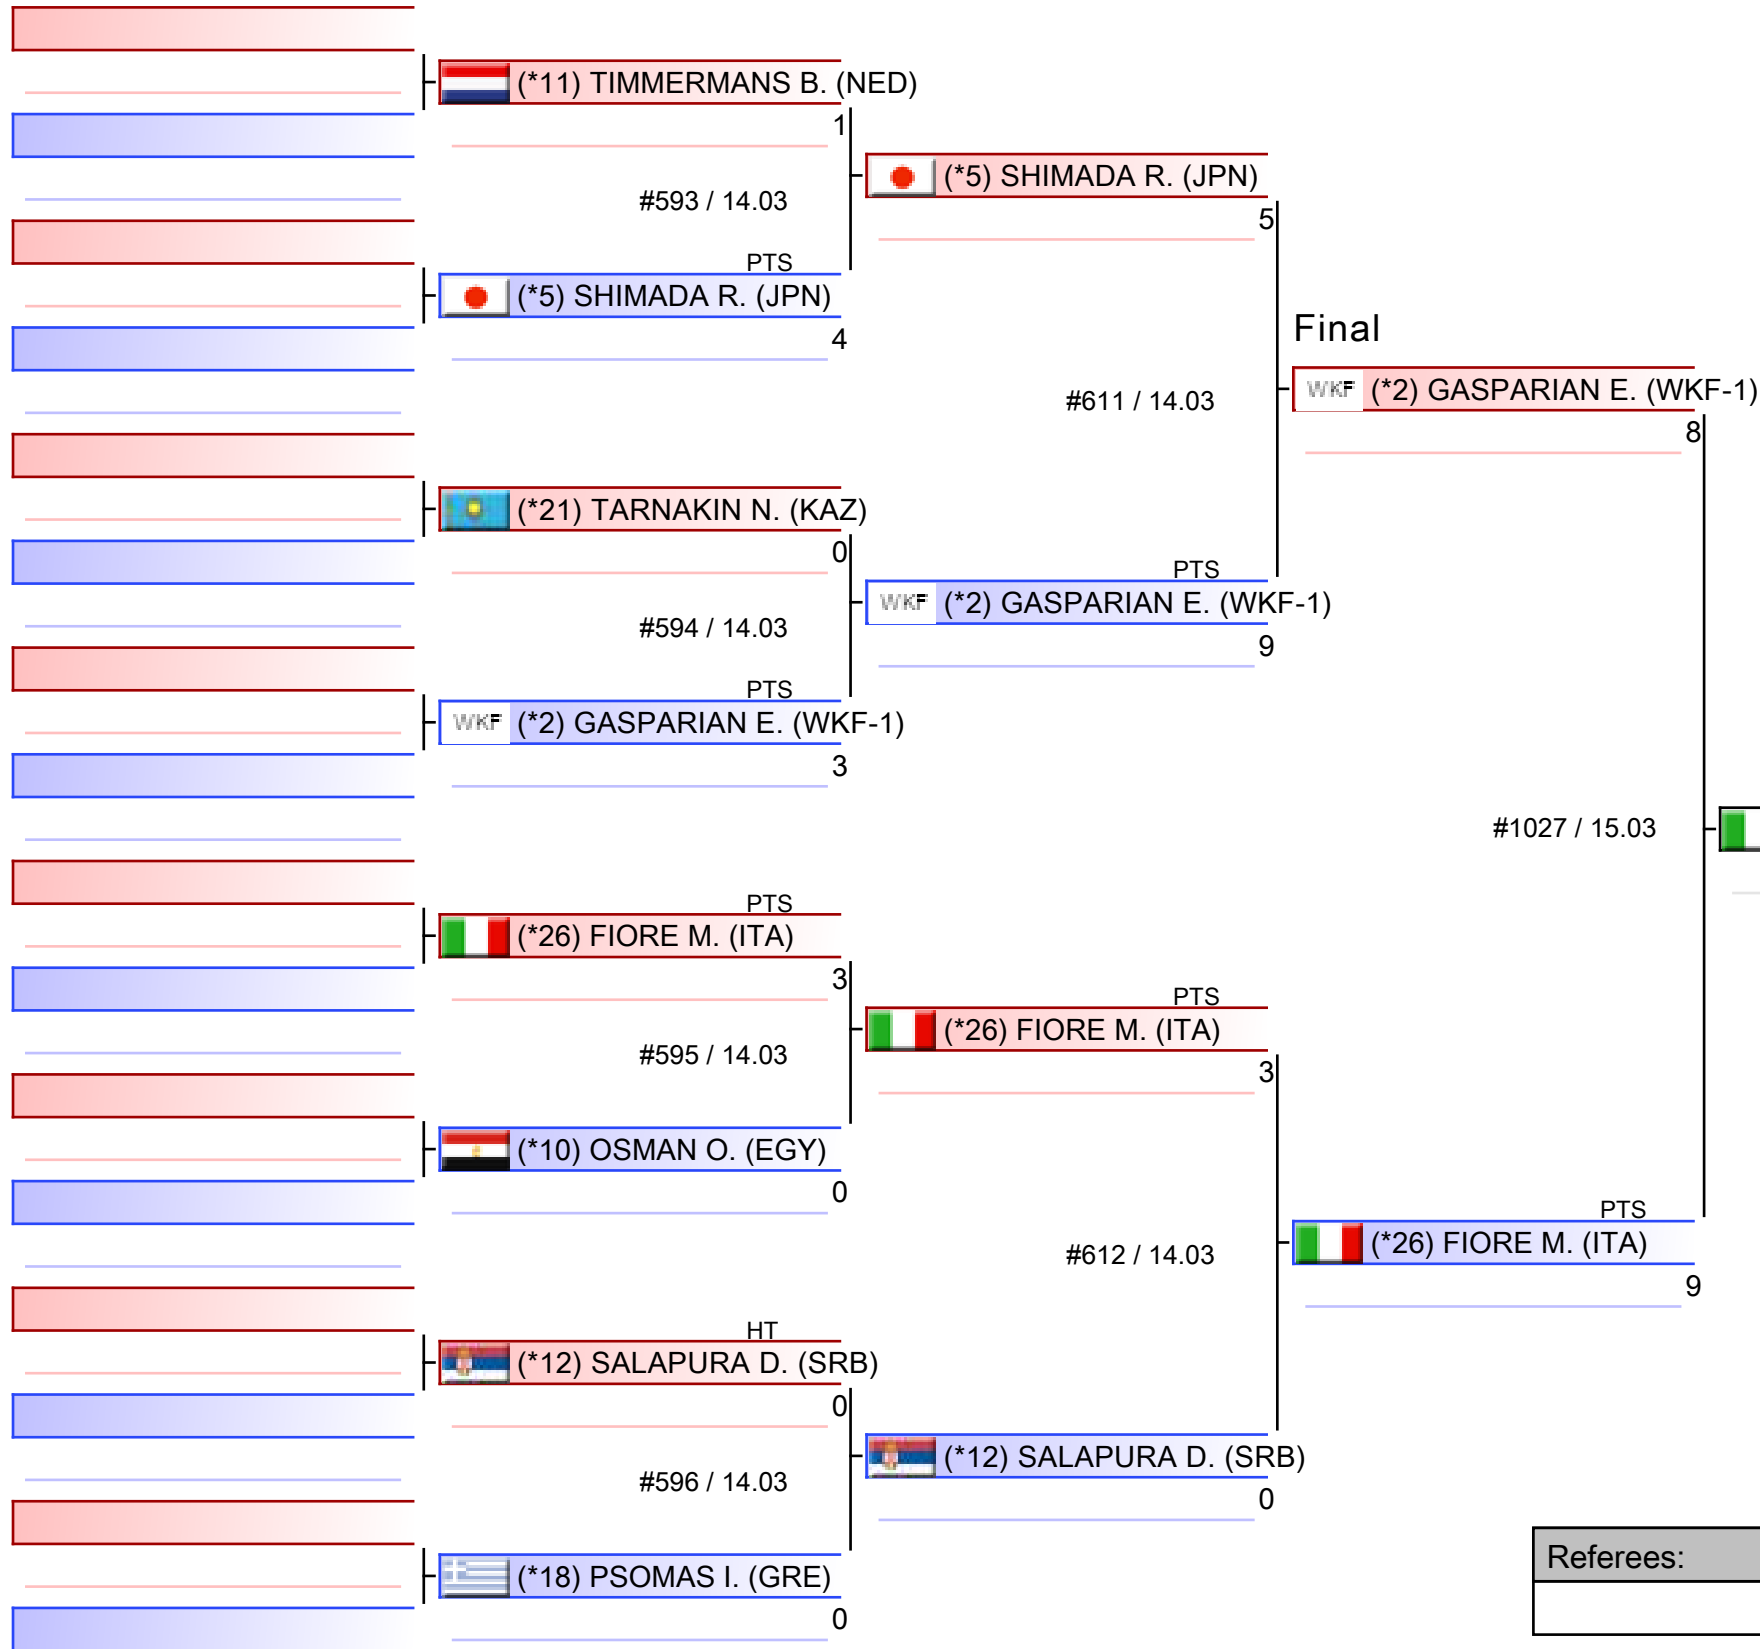 (*11) TIMMERMANS B. (NED)
1
#593 / 14.03
PTS
(*5) SHIMADA R. (JPN)
4
(*5) SHIMADA R. (JPN)
5
#611 / 14.03
(*21) TARNAKIN N. (KAZ)
0
#594 / 14.03
PTS
WKF (*2) GASPARIAN E. (WKF-1)
3
PTS
WKF (*2) GASPARIAN E. (WKF-1)
9
Final
WKF (*2) GASPARIAN E. (WKF-1)
8
#1027 / 15.03
PTS
(*26) FIORE M. (ITA)
3
#595 / 14.03
(*10) OSMAN O. (EGY)
0
PTS
(*26) FIORE M. (ITA)
3
#612 / 14.03
HT
(*12) SALAPURA D. (SRB)
0
#596 / 14.03
(*18) PSOMAS I. (GRE)
0
(*12) SALAPURA D. (SRB)
0
PTS
(*26) FIORE M. (ITA)
9
Referees: